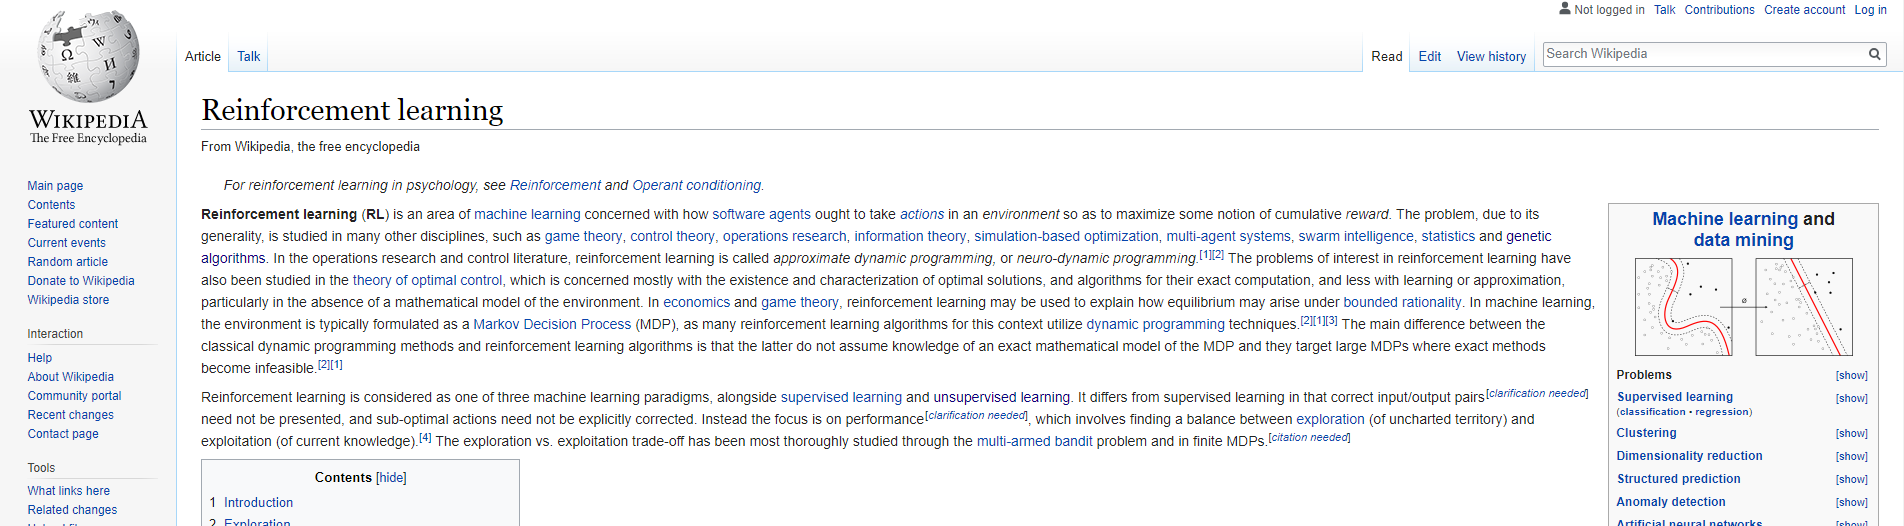 Not logged in Talk Contributions Create account Log in
WIKIPEDIA
The Free Encyclopedia
Article Talk
Read Edit View history
Search Wikipedia
Main page
Contents
Featured content
Current events
Random article
Donate to Wikipedia
Wikipedia store
Interaction
Help
About Wikipedia
Community portal
Recent changes
Contact page
Tools
What links here
Related changes
Reinforcement learning
From Wikipedia, the free encyclopedia
For reinforcement learning in psychology, see Reinforcement and Operant conditioning.
Reinforcement learning (RL) is an area of machine learning concerned with how software agents ought to take actions in an environment so as to maximize some notion of cumulative reward. The problem, due to its
generality, is studied in many other disciplines, such as game theory, control theory, operations research, information theory, simulation-based optimization, multi-agent systems, swarm intelligence, statistics and genetic
algorithms. In the operations research and control literature, reinforcement learning is called approximate dynamic programming, or neuro-dynamic programming.[1][2] The problems of interest in reinforcement learning have
also been studied in the theory of optimal control, which is concerned mostly with the existence and characterization of optimal solutions, and algorithms for their exact computation, and less with learning or approximation,
particularly in the absence of a mathematical model of the environment. In economics and game theory, reinforcement learning may be used to explain how equilibrium may arise under bounded rationality. In machine learning,
the environment is typically formulated as a Markov Decision Process (MDP), as many reinforcement learning algorithms for this context utilize dynamic programming techniques.[2][1][3] The main difference between the
classical dynamic programming methods and reinforcement learning algorithms is that the latter do not assume knowledge of an exact mathematical model of the MDP and they target large MDPs where exact methods
become infeasible.[2][1]
Reinforcement learning is considered as one of three machine learning paradigms, alongside supervised learning and unsupervised learning. It differs from supervised learning in that correct input/output pairs[clarification needed]
need not be presented, and sub-optimal actions need not be explicitly corrected. Instead the focus is on performance[clarification needed], which involves finding a balance between exploration (of uncharted territory) and
exploitation (of current knowledge).[4] The exploration vs. exploitation trade-off has been most thoroughly studied through the multi-armed bandit problem and in finite MDPs.[citation needed]
Contents [hide]
1 Introduction
2 Exploration
Machine learning and
data mining
Problems [show]
Supervised learning [show]
(classification • regression)
Clustering [show]
Dimensionality reduction [show]
Structured prediction [show]
Anomaly detection [show]
Artificial neural networks [show]